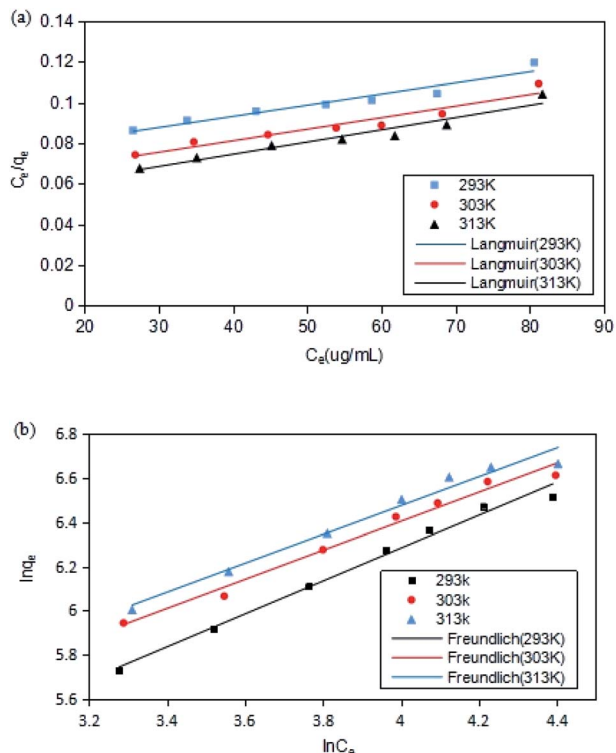 (a)
0.14
0.12
0.1
0.08
0.06
0.04
0.02
0
Ce/qe
293K
303K
313K
Langmuir(293K)
Langmuir(303K)
Langmuir(313K)
20 30 40 50 60 70 80 90
Ce(ug/mL)
(b)
6.8
6.6
6.4
6.2
6
5.8
5.6
lnqe
293k
303k
313k
Freundlich(293K)
Freundlich(303K)
Freundlich(313K)
3.2 3.4 3.6 3.8 4 4.2 4.4
lnCe